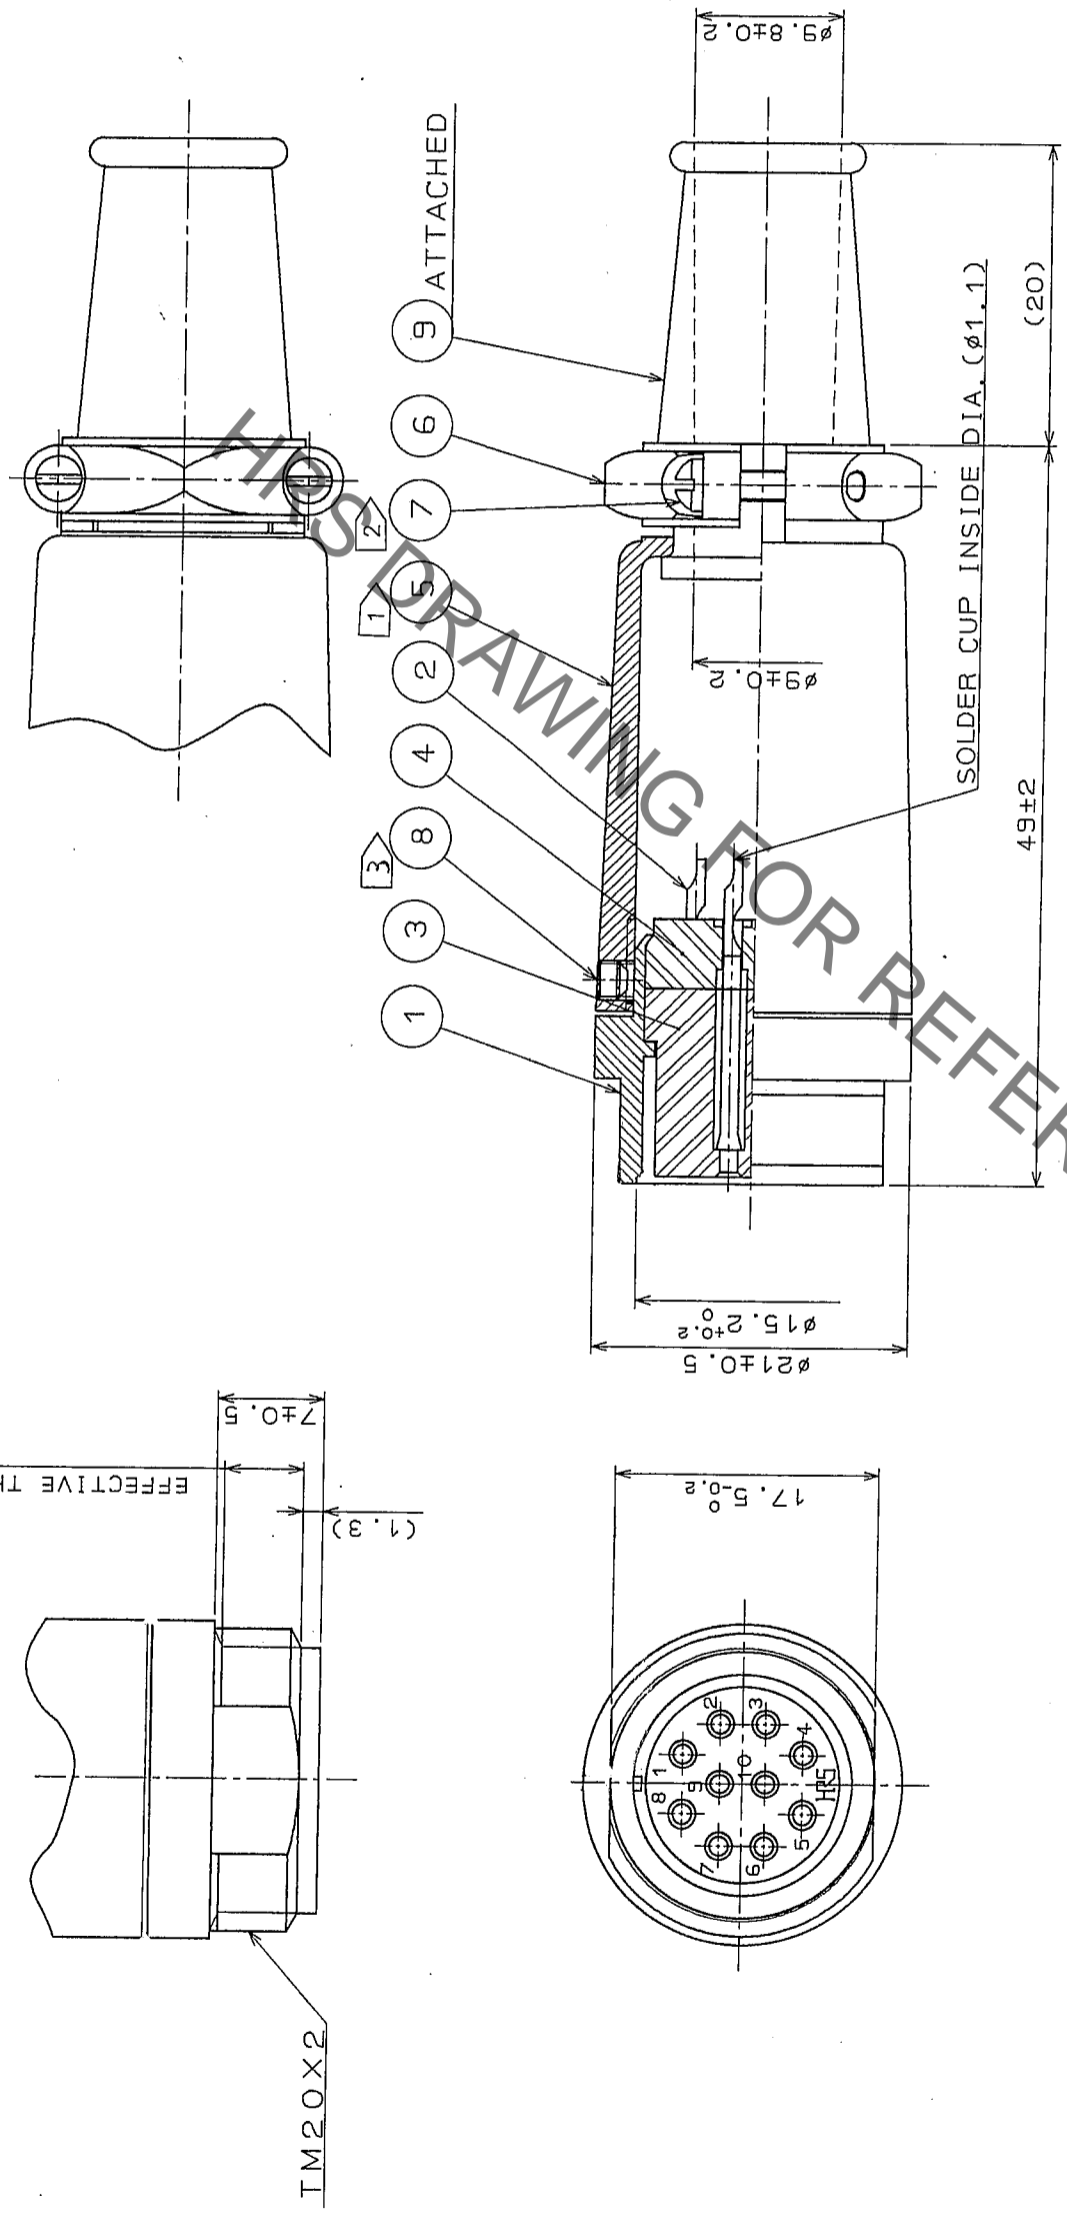 ø9.8±0.2
9 ATTACHED
6
7
2
5
1
2
4
8
3
3
1
ø9±0.2
SOLDER CUP INSIDE DIA.(ø1.1)
(20)
49±2
ø15.2 +0.2 0
ø21±0.5
EFFECTIVE
7±0.5
(1.3)
TM20X2
17.5 0 -0.2
1
2
3
4
5
6
7
8
9
10
HRS
HRS DRAWING FOR